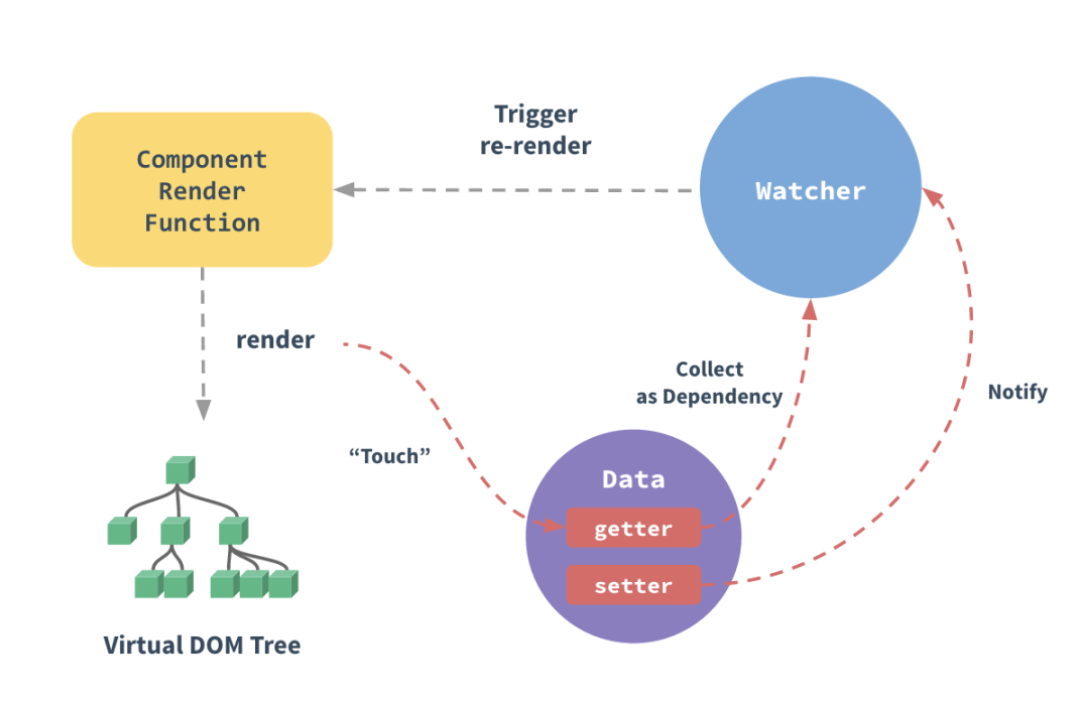 Trigger
re-render
Component
Render
Function
Watcher
render
Collect
as Dependency
Notify
“Touch”
Data
getter
setter
Virtual DOM Tree